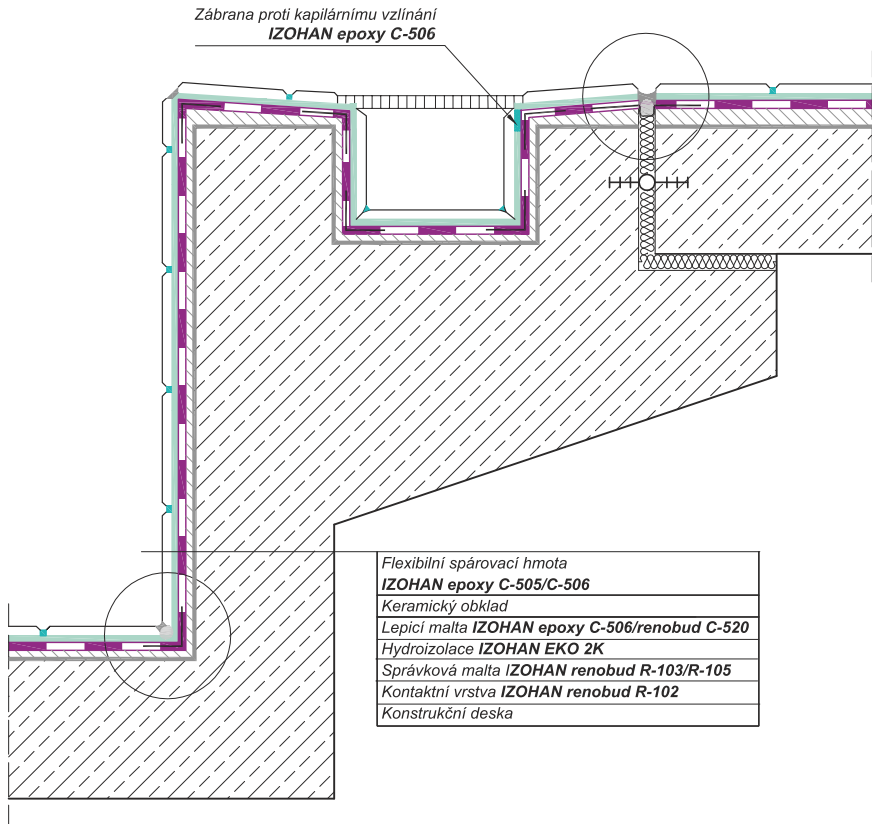 Zábrana proti kapilárnímu vzlínání
IZOHAN epoxy C-506
Flexibilní spárovací hmota
IZOHAN epoxy C-505/C-506
Keramický obklad
Lepicí malta IZOHAN epoxy C-506/renobud C-520
Hydroizolace IZOHAN EKO 2K
Správková malta IZOHAN renobud R-103/R-105
Kontaktní vrstva IZOHAN renobud R-102
Konstrukční deska